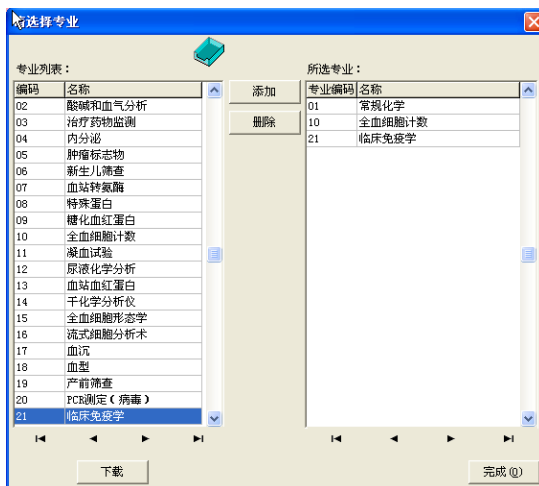 请选择专业
专业列表：
所选专业：
编码 名称
02 酸碱和血气分析
03 治疗药物监测
04 内分泌
05 肿瘤标志物
06 新生儿筛查
07 血站转氨酶
08 特殊蛋白
09 糖化血红蛋白
10 全血细胞计数
11 凝血试验
12 尿液化学分析
13 血站血红蛋白
14 干化学分析仪
15 全血细胞形态学
16 流式细胞分析术
17 血沉
18 血型
19 产前筛查
20 PCR测定（病毒）
21 临床免疫学
添加
删除
专业编码 名称
01 常规化学
10 全血细胞计数
21 临床免疫学
下载
完成(O)